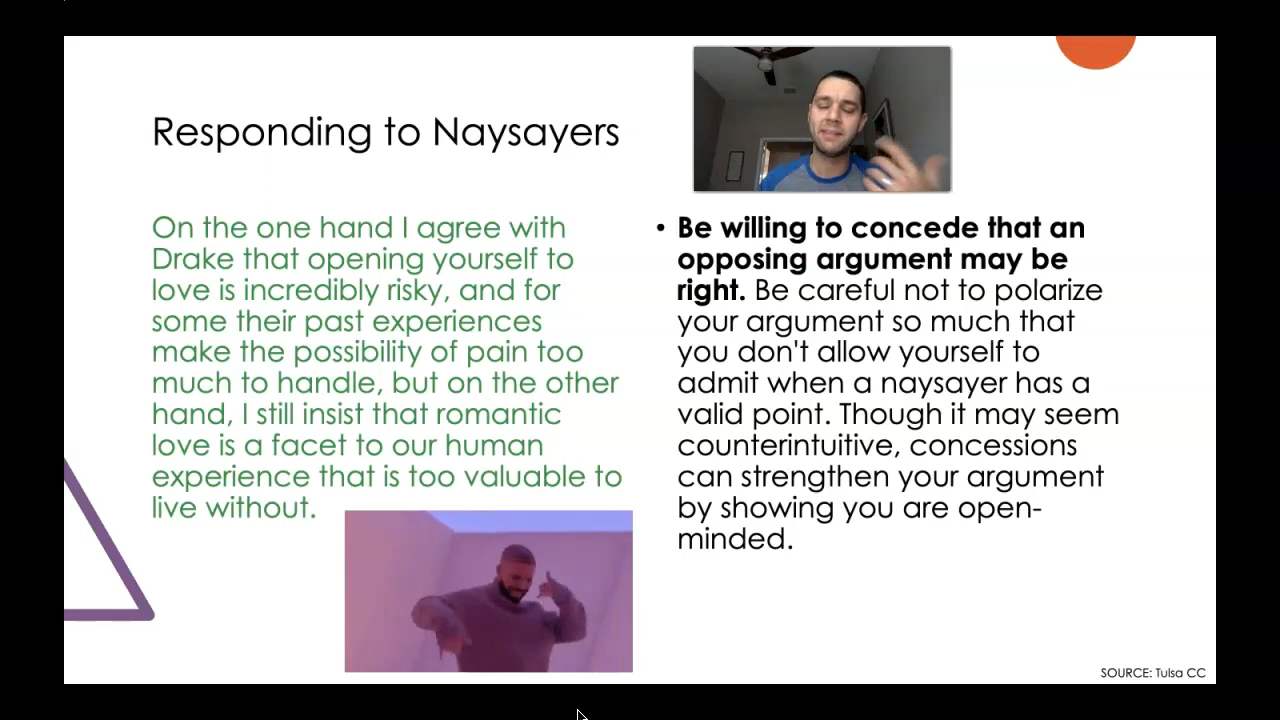 Responding to Naysayers
On the one hand I agree with
Drake that opening yourself to
love is incredibly risky, and for
some their past experiences
make the possibility of pain too
much to handle, but on the other
hand, I still insist that romantic
love is a facet to our human
experience that is too valuable to
live without.
• Be willing to concede that an
opposing argument may be
right. Be careful not to polarize
your argument so much that
you don't allow yourself to
admit when a naysayer has a
valid point. Though it may seem
counterintuitive, concessions
can strengthen your argument
by showing you are open-
minded.
SOURCE: Tulsa CC